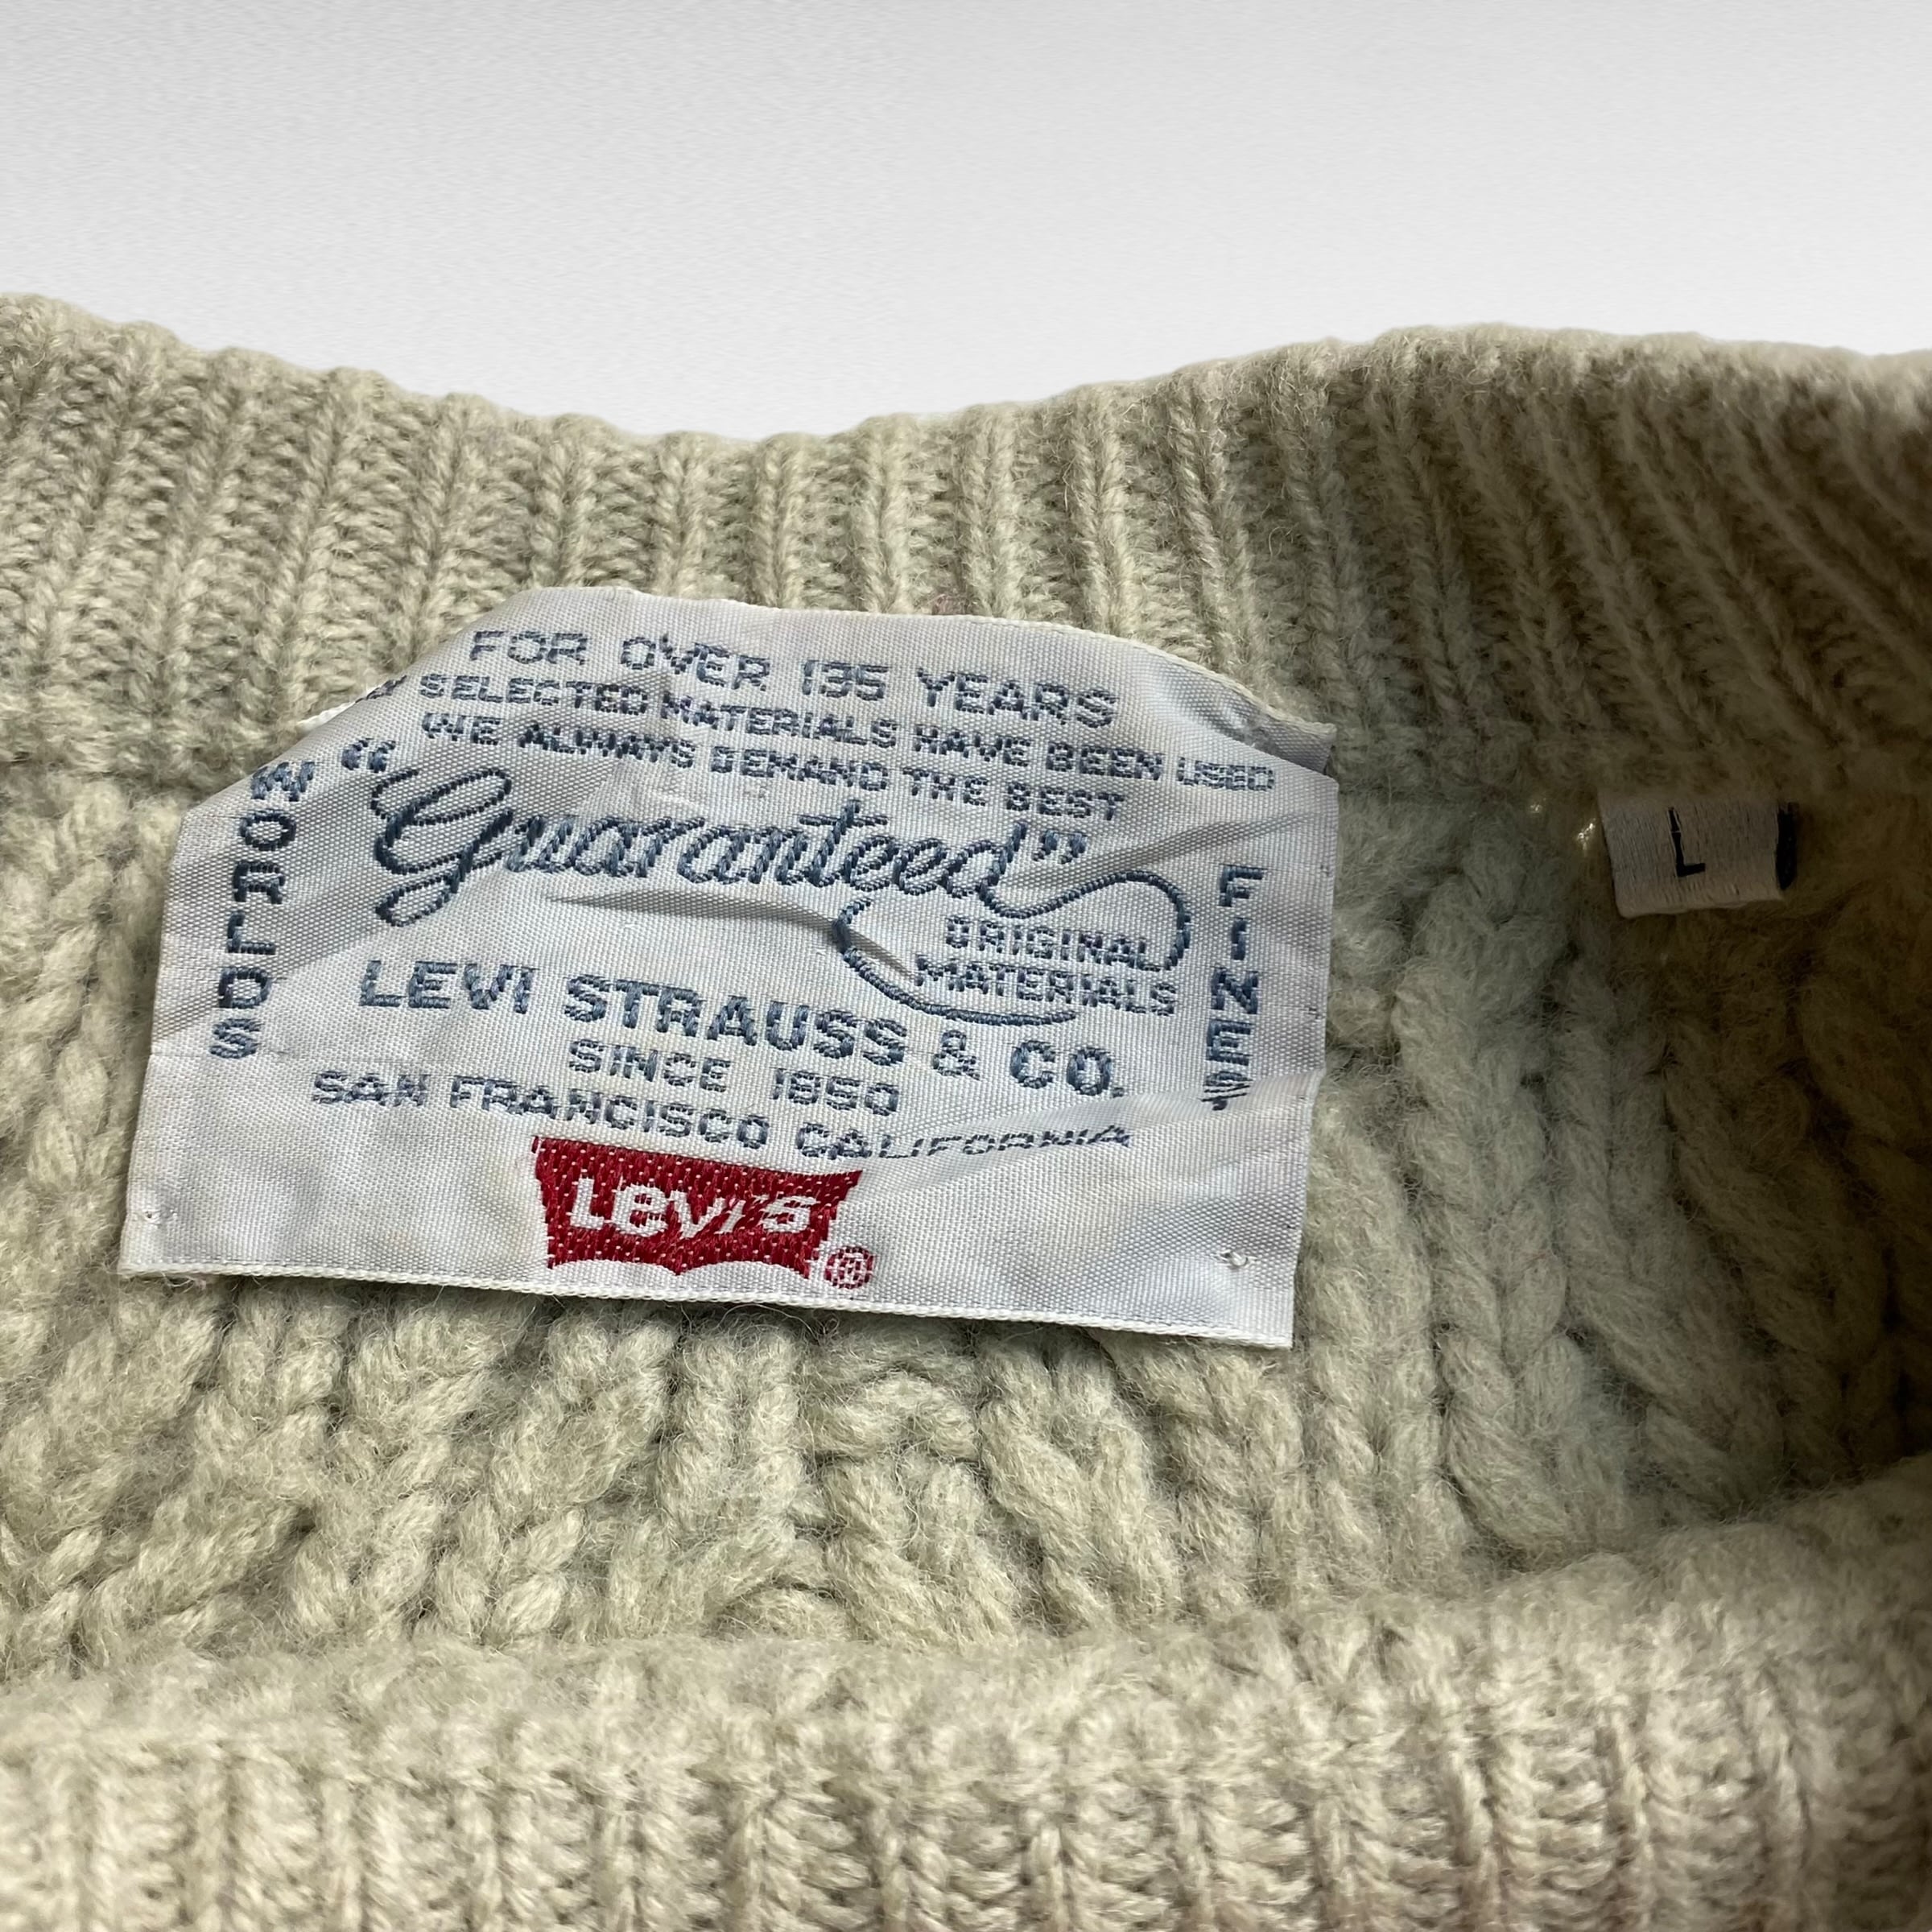 FOR OVER 135 YEARS
SELECTED MATERIALS HAVE BEEN USED
WE ALWAYS DEMAND THE BEST
WORLDS
“Guaranteed”
ORIGINAL
MATERIALS
FINEST
LEVI STRAUSS & CO.
SINCE 1850
SAN FRANCISCO CALIFORNIA
Levi's ®
L